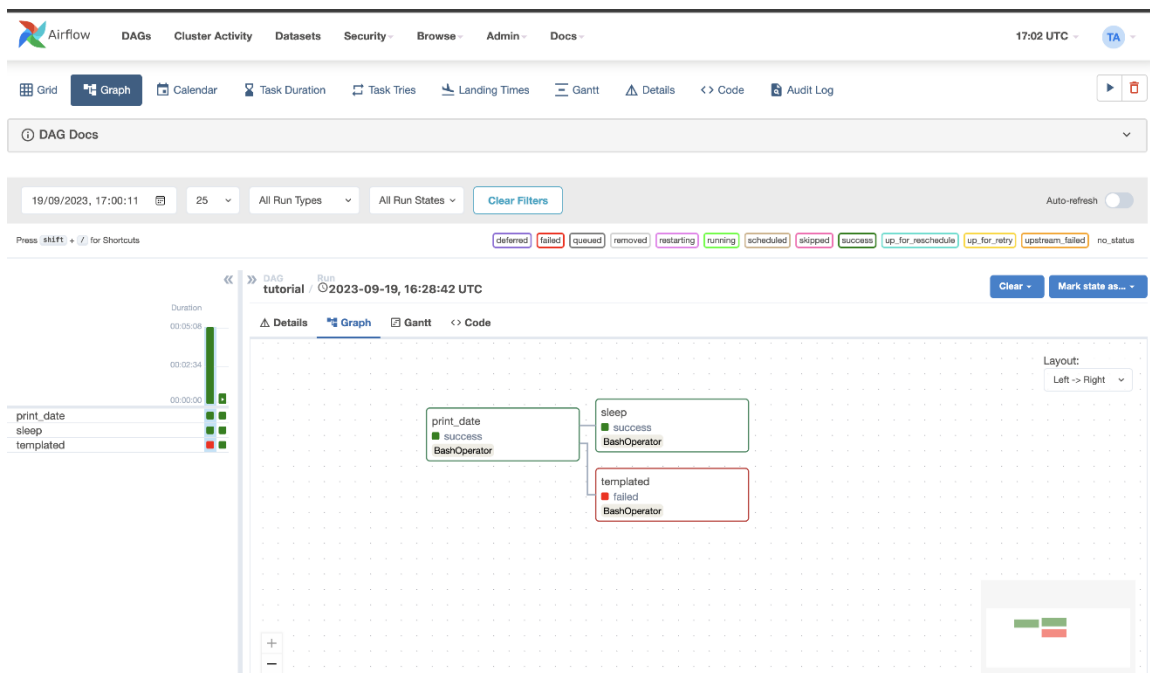 Airflow DAGs Cluster Activity Datasets Security Browse Admin Docs 17:02 UTC TA
Grid Graph Calendar Task Duration Task Tries Landing Times Gantt Details <> Code Audit Log
DAG Docs
19/09/2023, 17:00:11 25 All Run Types All Run States Clear Filters Auto-refresh
Press shift + / for Shortcuts deferred failed queued removed restarting running scheduled skipped success up_for_reschedule up_for_retry upstream_failed no_status
DAG Run
tutorial / 2023-09-19, 16:28:42 UTC Clear Mark state as...
Duration
00:05:08
00:02:34
00:00:00
print_date
sleep
templated
Details Graph Gantt <> Code
Layout:
Left -> Right
print_date
success
BashOperator
sleep
success
BashOperator
templated
failed
BashOperator
+
−